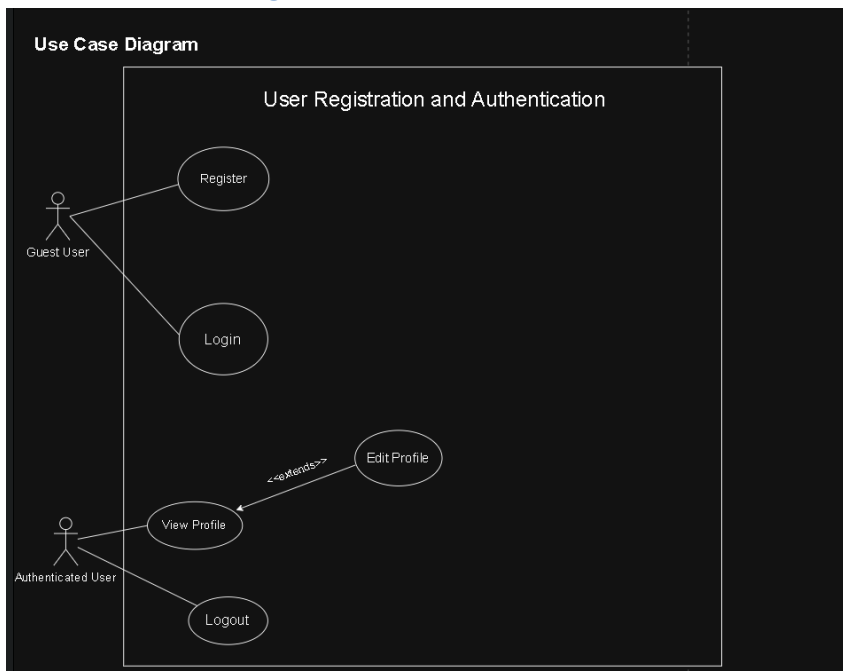 Use Case Diagram
User Registration and Authentication
Register
Guest User
Login
Edit Profile
<<extends>>
View Profile
Authenticated User
Logout